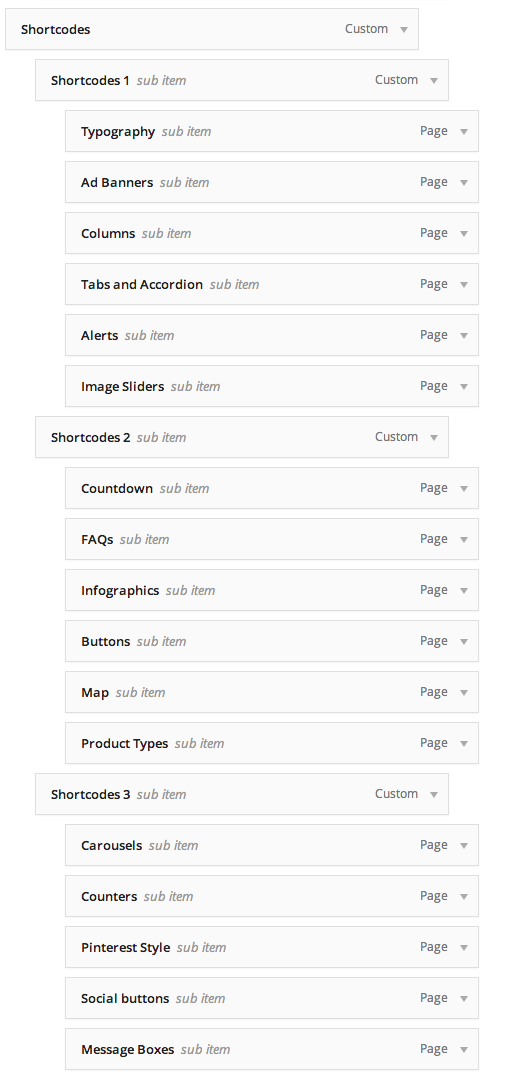 Shortcodes Custom
Shortcodes 1 sub item Custom
Typography sub item Page
Ad Banners sub item Page
Columns sub item Page
Tabs and Accordion sub item Page
Alerts sub item Page
Image Sliders sub item Page
Shortcodes 2 sub item Custom
Countdown sub item Page
FAQs sub item Page
Infographics sub item Page
Buttons sub item Page
Map sub item Page
Product Types sub item Page
Shortcodes 3 sub item Custom
Carousels sub item Page
Counters sub item Page
Pinterest Style sub item Page
Social buttons sub item Page
Message Boxes sub item Page